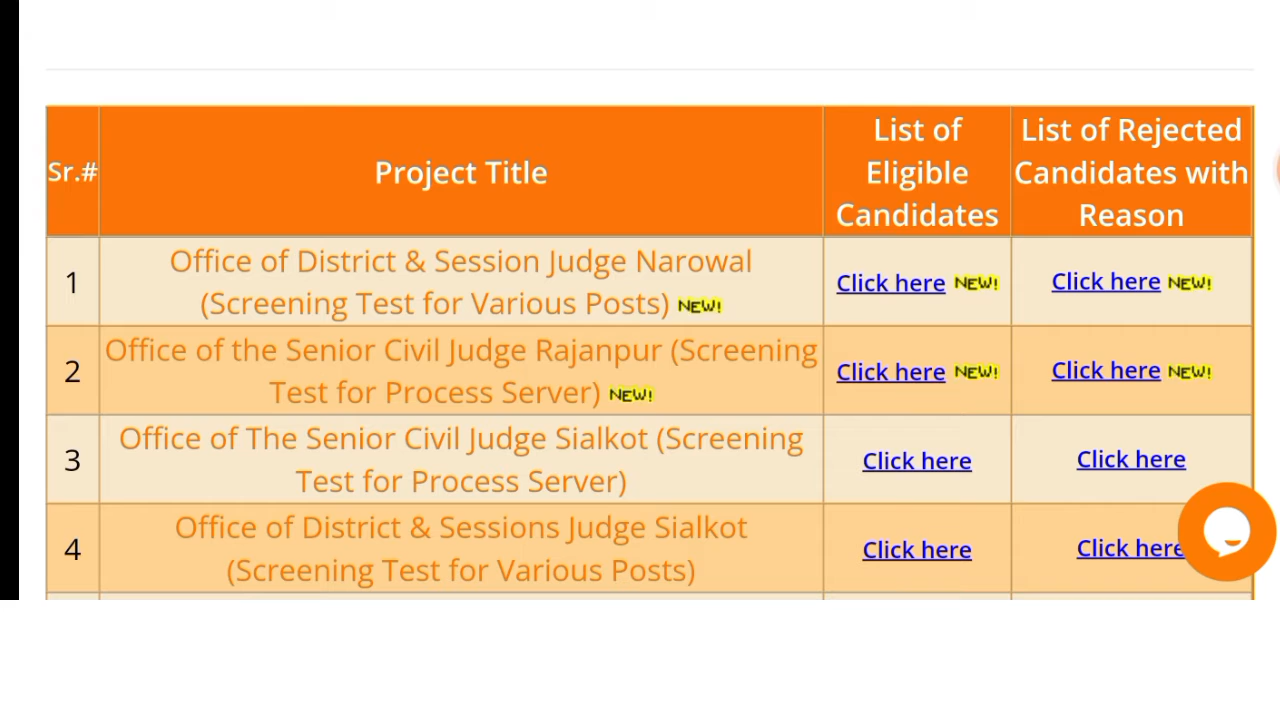 Sr.#
Project Title
List of
Eligible
Candidates
List of Rejected
Candidates with
Reason
1
Office of District & Session Judge Narowal
(Screening Test for Various Posts) NEW!
Click here NEW!
Click here NEW!
2
Office of the Senior Civil Judge Rajanpur (Screening
Test for Process Server) NEW!
Click here NEW!
Click here NEW!
3
Office of The Senior Civil Judge Sialkot (Screening
Test for Process Server)
Click here
Click here
4
Office of District & Sessions Judge Sialkot
(Screening Test for Various Posts)
Click here
Click here